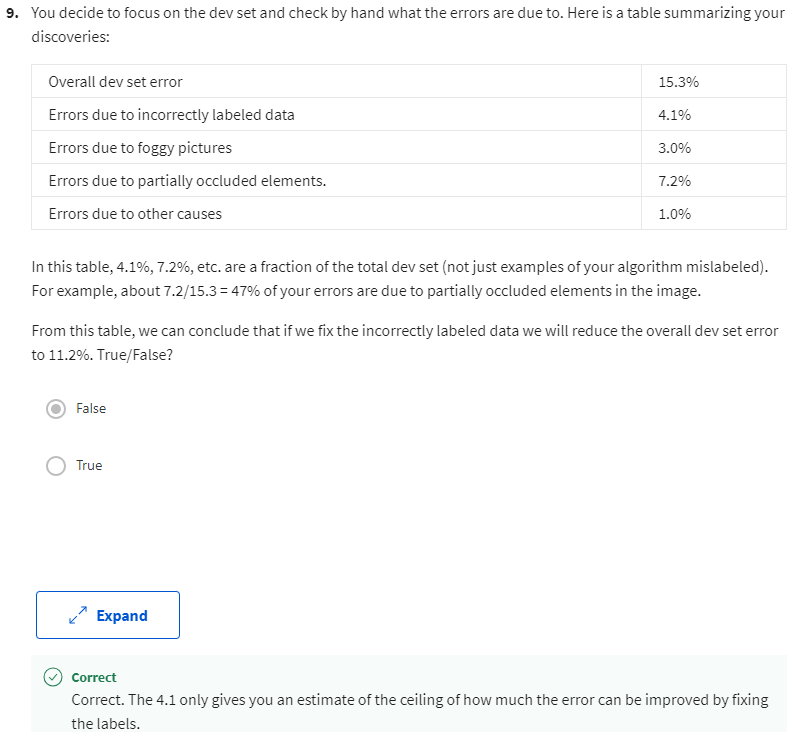 9. You decide to focus on the dev set and check by hand what the errors are due to. Here is a table summarizing your
discoveries:
Overall dev set error 15.3%
Errors due to incorrectly labeled data 4.1%
Errors due to foggy pictures 3.0%
Errors due to partially occluded elements. 7.2%
Errors due to other causes 1.0%
In this table, 4.1%, 7.2%, etc. are a fraction of the total dev set (not just examples of your algorithm mislabeled).
For example, about 7.2/15.3 = 47% of your errors are due to partially occluded elements in the image.
From this table, we can conclude that if we fix the incorrectly labeled data we will reduce the overall dev set error
to 11.2%. True/False?
False
True
Expand
Correct
Correct. The 4.1 only gives you an estimate of the ceiling of how much the error can be improved by fixing
the labels.